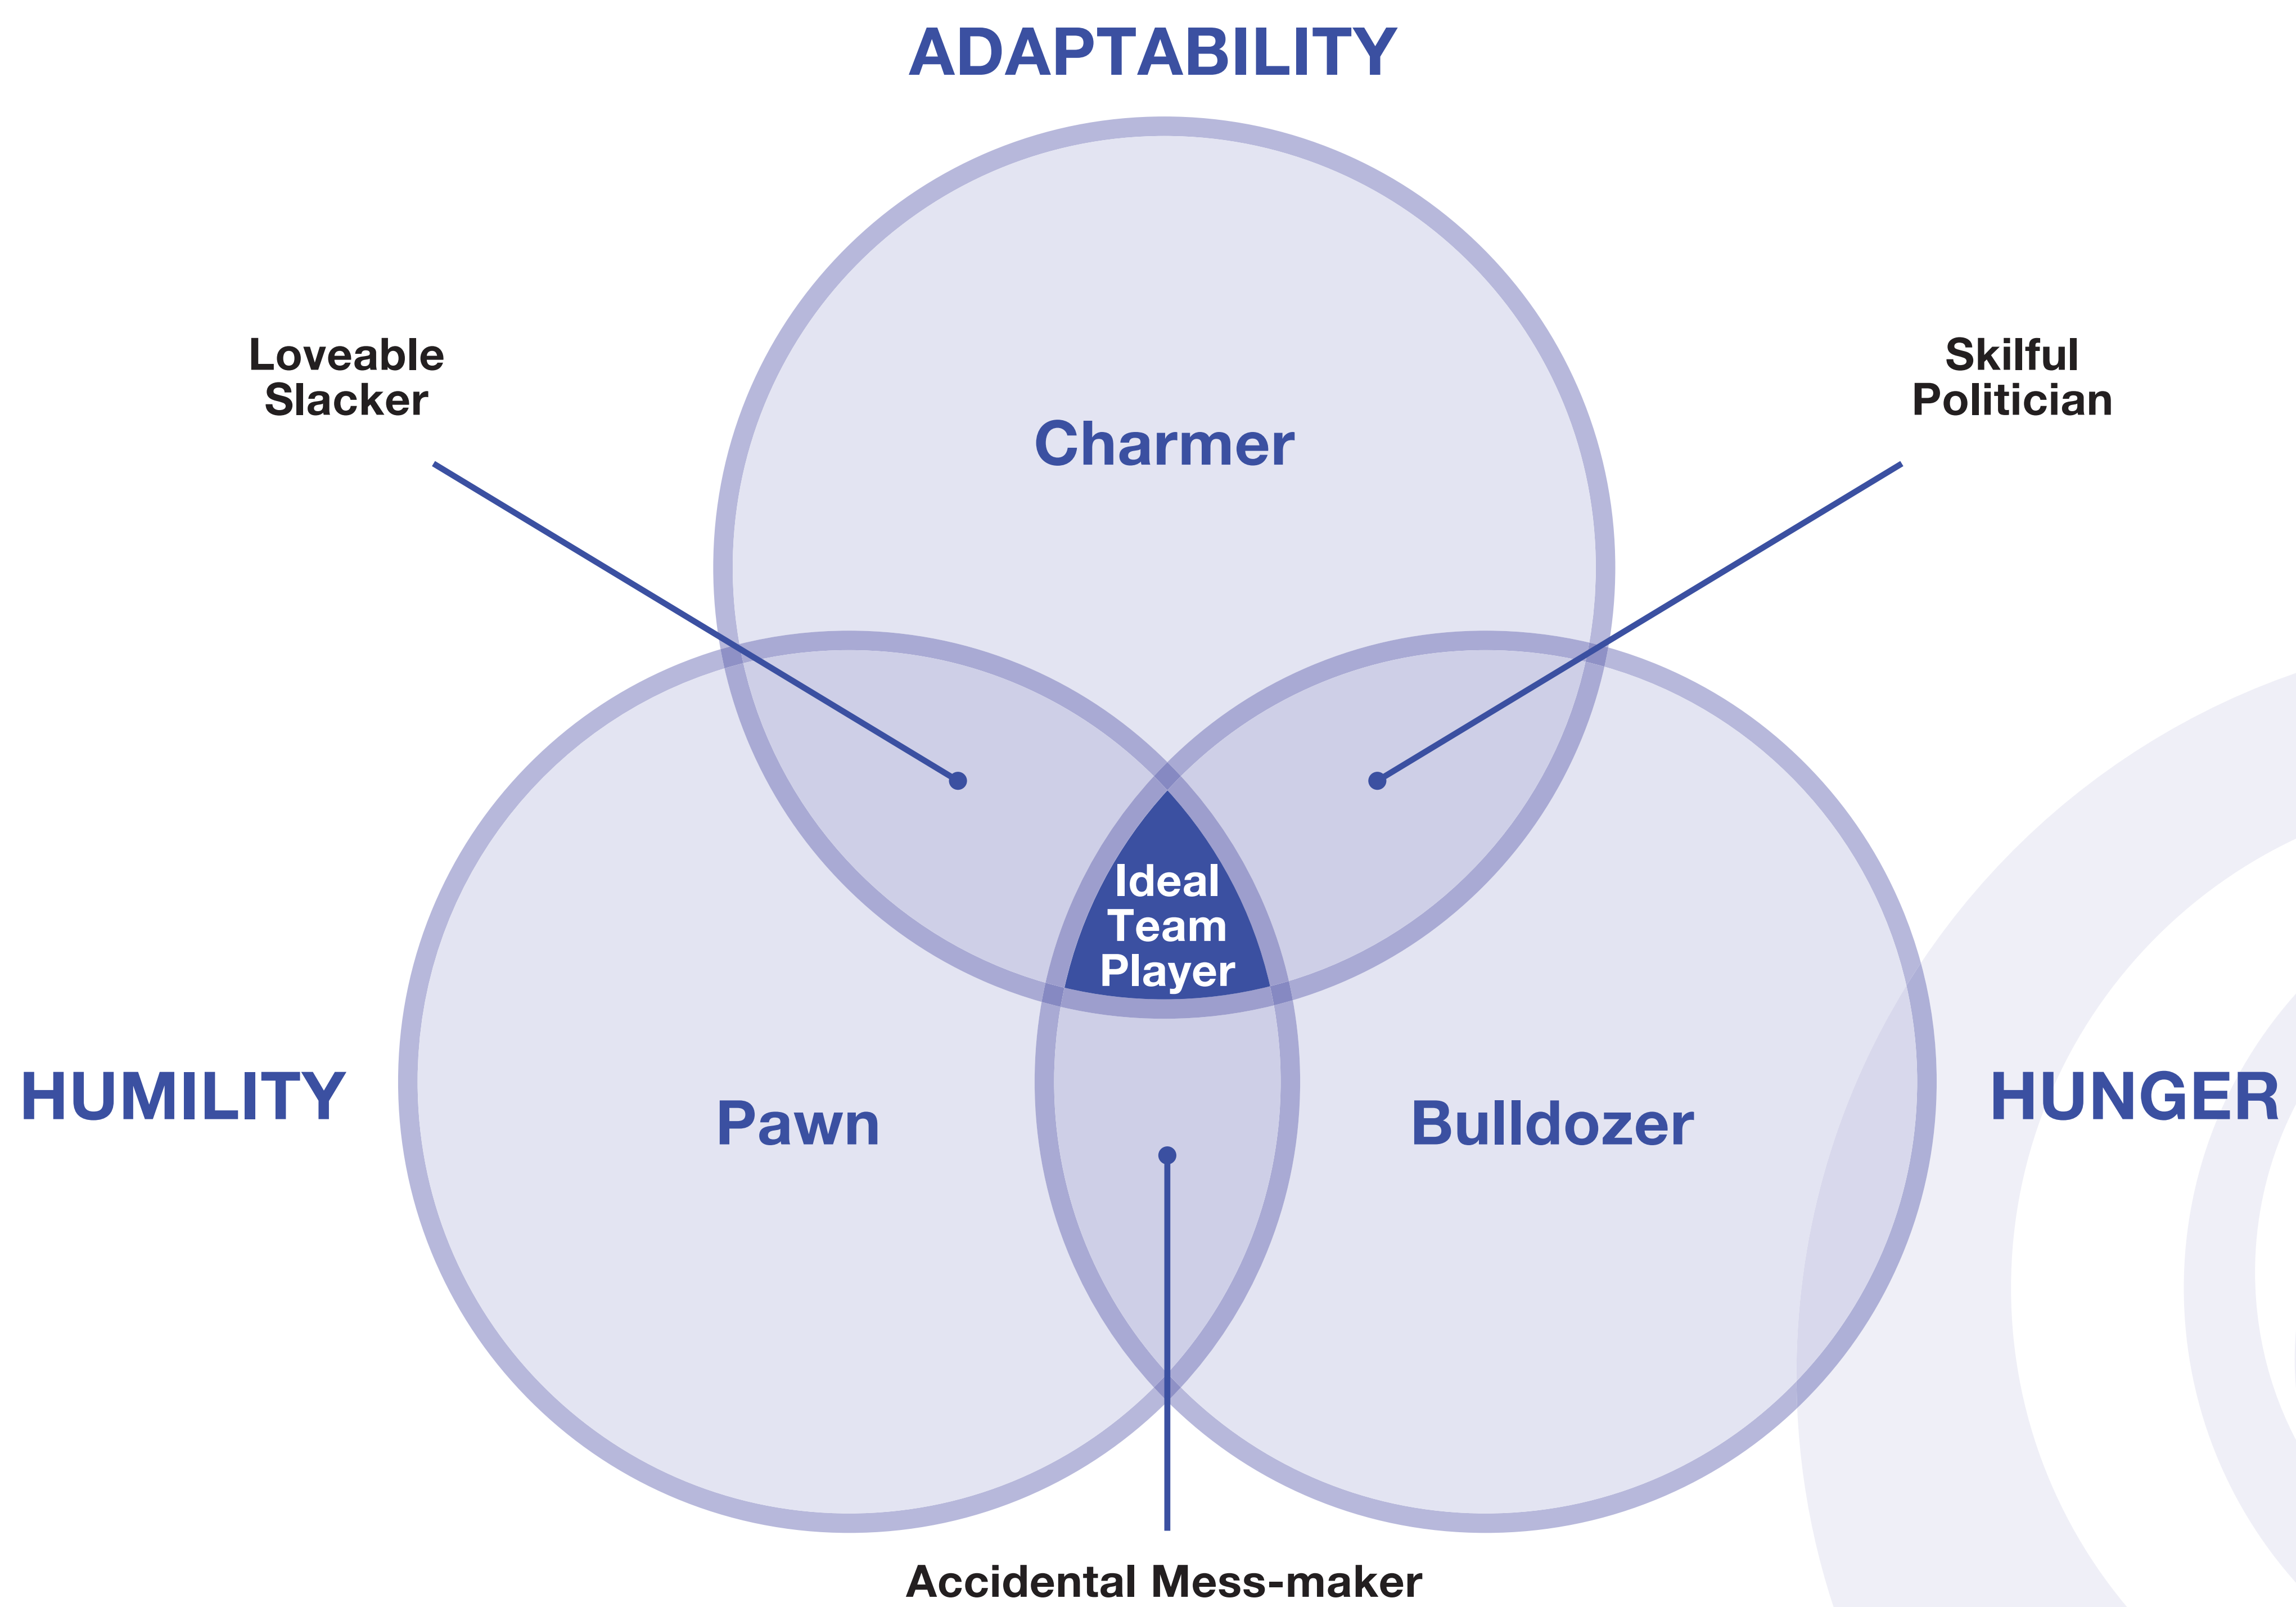 ADAPTABILITY
Loveable
Slacker
Skilful
Politician
Charmer
Ideal
Team
Player
HUMILITY
HUNGER
Pawn
Bulldozer
Accidental Mess-maker